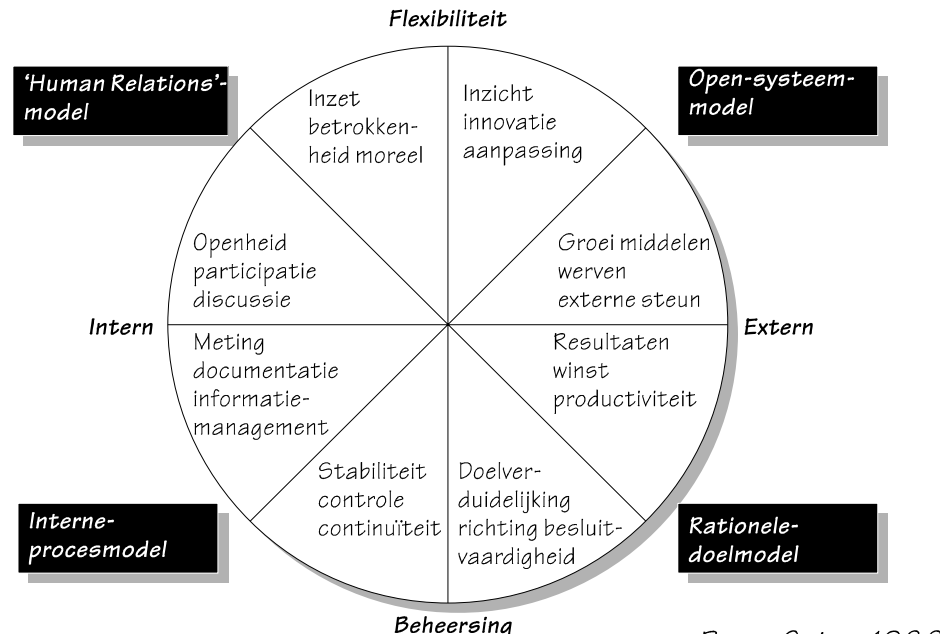 Flexibiliteit
'Human Relations'-
model
Open-systeem-
model
Inzet
betrokken-
heid moreel
Inzicht
innovatie
aanpassing
Openheid
participatie
discussie
Groei middelen
werven
externe steun
Intern
Extern
Meting
documentatie
informatie-
management
Resultaten
winst
productiviteit
Stabiliteit
controle
continuïteit
Doelver-
duidelijking
richting besluit-
vaardigheid
Interne-
procesmodel
Rationele-
doelmodel
Beheersing